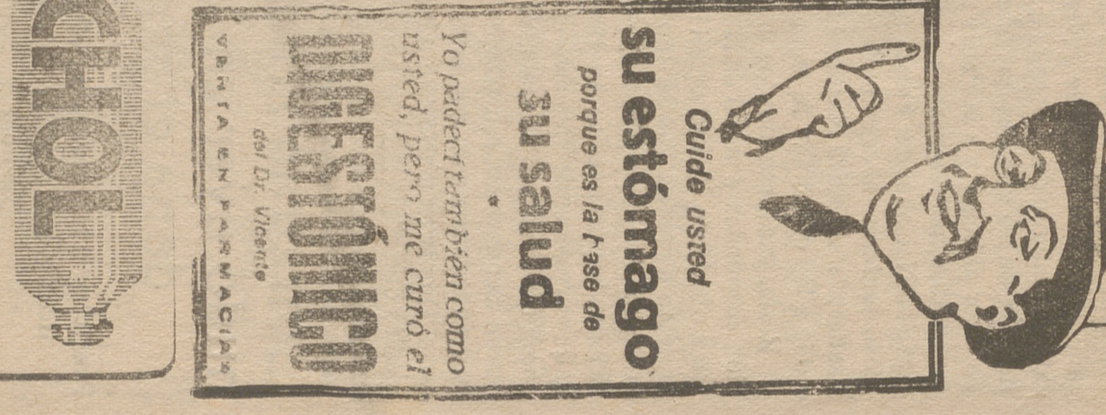 Cuide usted
su estómago
porque es la base de
su salud
*
Yo padecí también como
usted, pero me curó el
DIGESTÓNICO
del Dr. Vicente
VENTA EN FARMACIAS